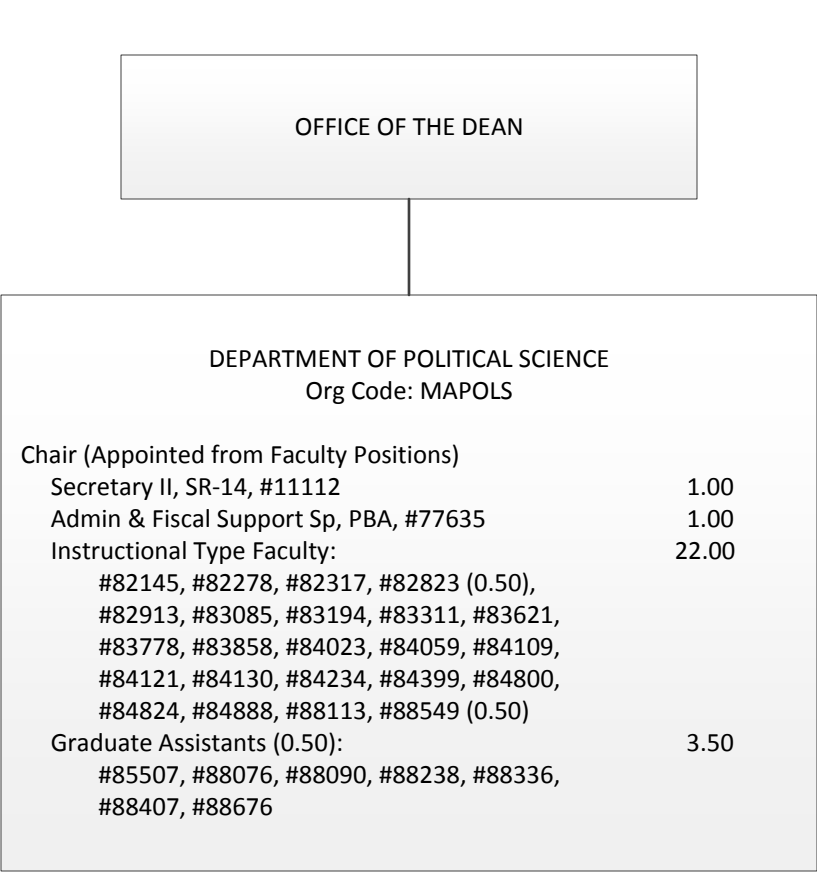 OFFICE OF THE DEAN
DEPARTMENT OF POLITICAL SCIENCE
Org Code: MAPOLS
Chair (Appointed from Faculty Positions)
Secretary II, SR-14, #11112 1.00
Admin & Fiscal Support Sp, PBA, #77635 1.00
Instructional Type Faculty: 22.00
#82145, #82278, #82317, #82823 (0.50),
#82913, #83085, #83194, #83311, #83621,
#83778, #83858, #84023, #84059, #84109,
#84121, #84130, #84234, #84399, #84800,
#84824, #84888, #88113, #88549 (0.50)
Graduate Assistants (0.50): 3.50
#85507, #88076, #88090, #88238, #88336,
#88407, #88676